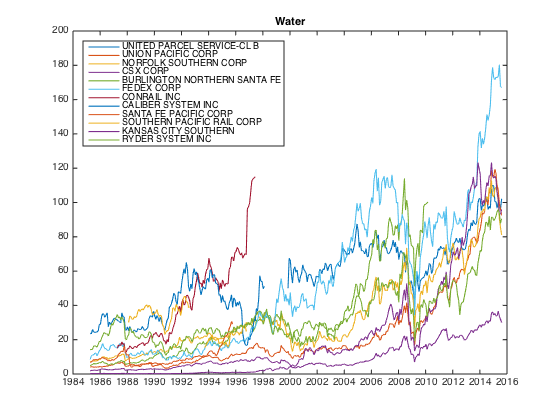 Water
200
180
160
140
120
100
80
60
40
20
0
UNITED PARCEL SERVICE-CL B
UNION PACIFIC CORP
NORFOLK SOUTHERN CORP
CSX CORP
BURLINGTON NORTHERN SANTA FE
FEDEX CORP
CONRAIL INC
CALIBER SYSTEM INC
SANTA FE PACIFIC CORP
SOUTHERN PACIFIC RAIL CORP
KANSAS CITY SOUTHERN
RYDER SYSTEM INC
1984 1986 1988 1990 1992 1994 1996 1998 2000 2002 2004 2006 2008 2010 2012 2014 2016